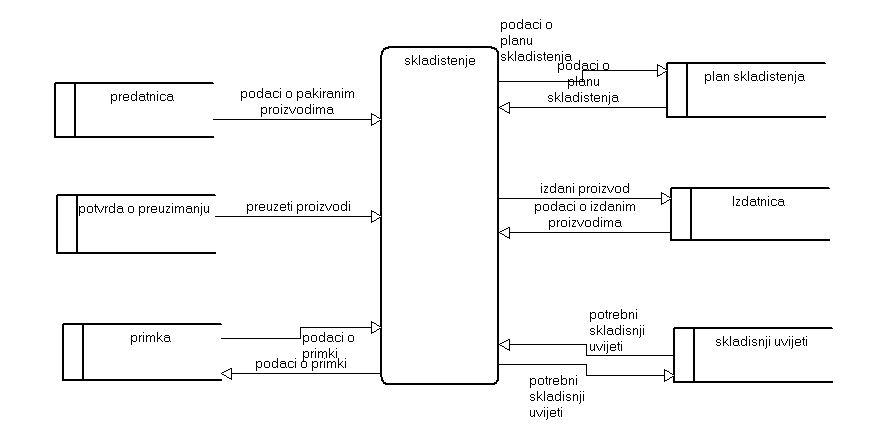 predatnica
podaci o pakiranim
proizvodima
potvrda o preuzimanju
preuzeti proizvodi
primka
podaci o
primki
podaci o primki
skladistenje
podaci o
planu
skladistenja
podaci o
planu
skladistenja
plan skladistenja
izdani proizvod
podaci o izdanim
proizvodima
Izdatnica
potrebni
skladisnji
uvijeti
potrebni
skladisnji
uvijeti
skladisnji uvijeti